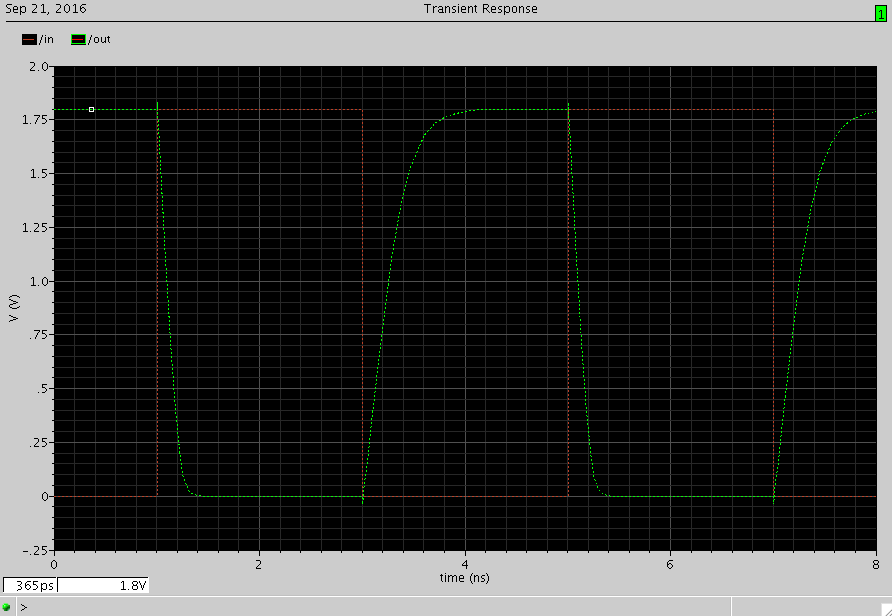 Sep 21, 2016 Transient Response 1
/in /out
2.0
1.75
1.5
1.25
1.0
.75
.5
.25
0
-.25
V (V)
0 2 4 6 8
time (ns)
365ps 1.8V
>